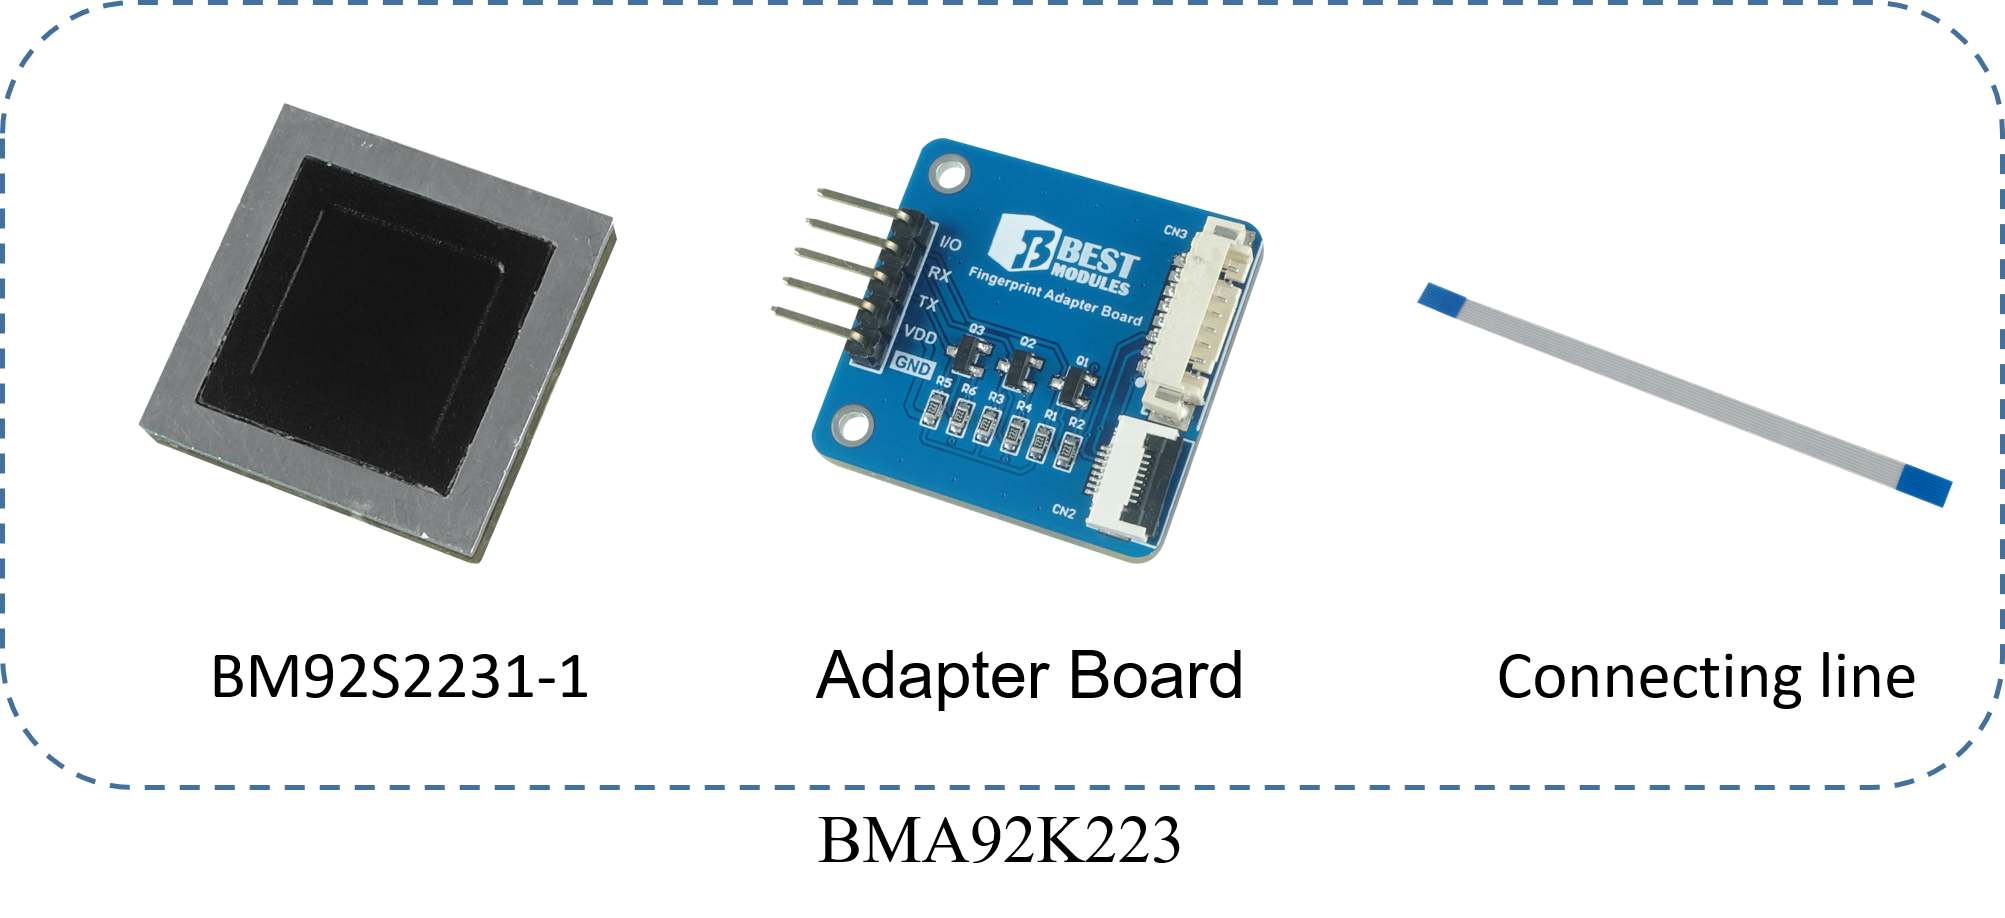 BEST
MODULES
Fingerprint Adapter Board
CN3
I/O
RX
TX
VDD
GND
Q3
Q2
Q1
R5
R6
R3
R4
R1
R2
CN2
BM92S2231-1
Adapter Board
Connecting line
BMA92K223